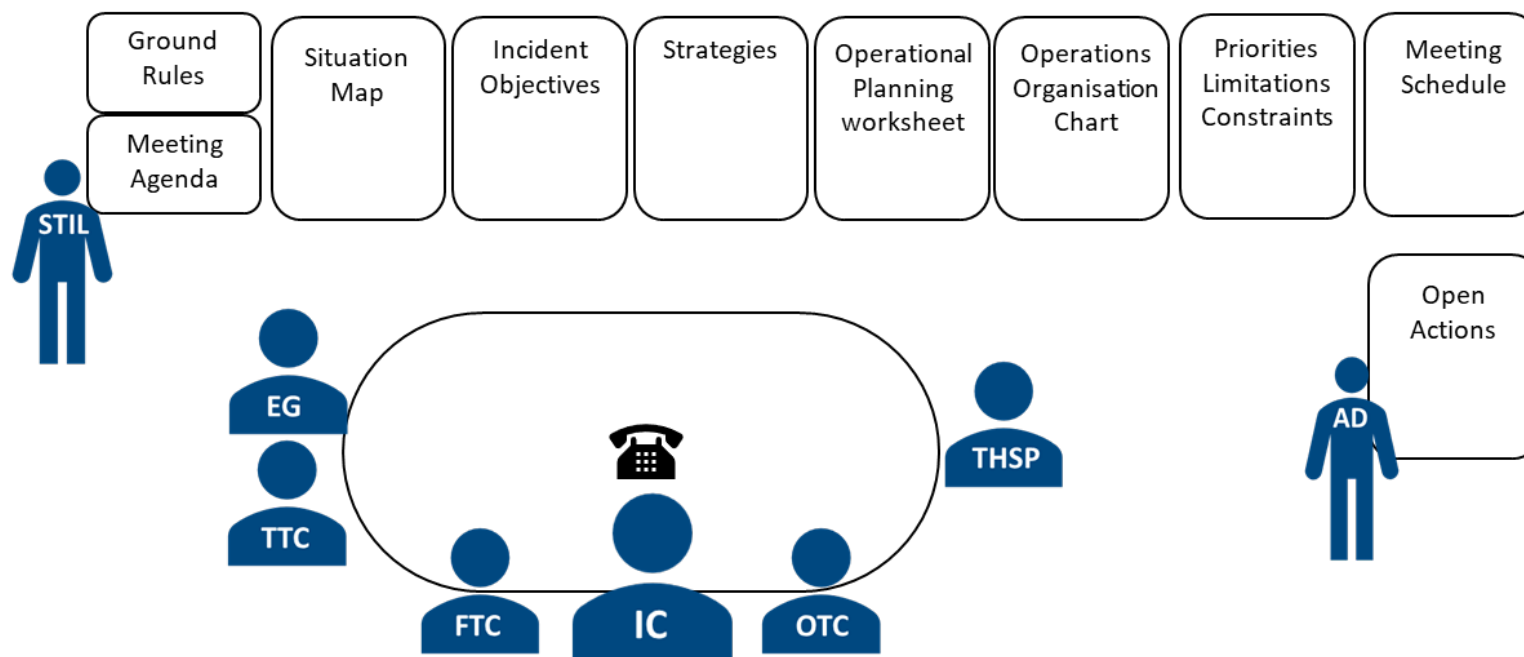 Ground
Rules
Meeting
Agenda
Situation
Map
Incident
Objectives
Strategies
Operational
Planning
worksheet
Operations
Organisation
Chart
Priorities
Limitations
Constraints
Meeting
Schedule
STIL
Open
Actions
EG
TTC
THSP
AD
FTC
IC
OTC